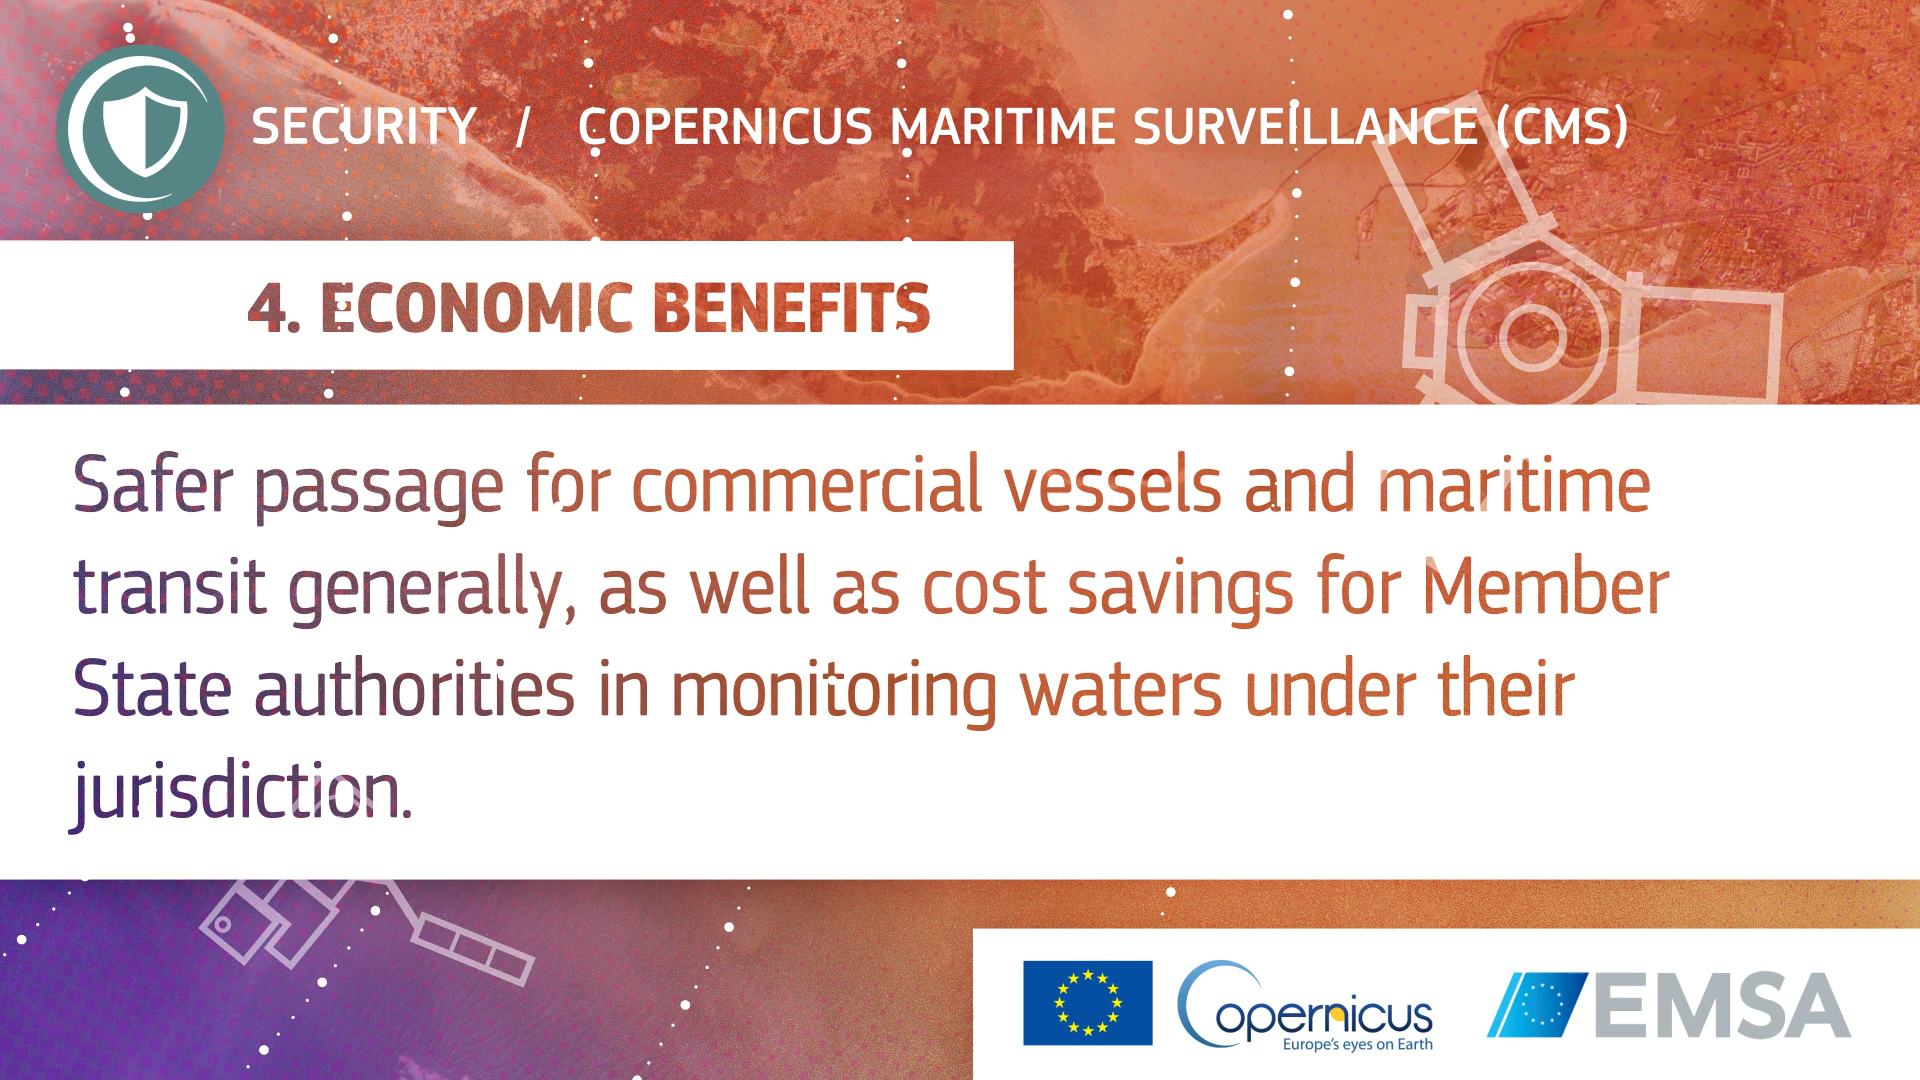 SECURITY / COPERNICUS MARITIME SURVEILLANCE (CMS)
4. ECONOMIC BENEFITS
Safer passage for commercial vessels and maritime
transit generally, as well as cost savings for Member
State authorities in monitoring waters under their
jurisdiction.
Copernicus
Europe's eyes on Earth
EMSA